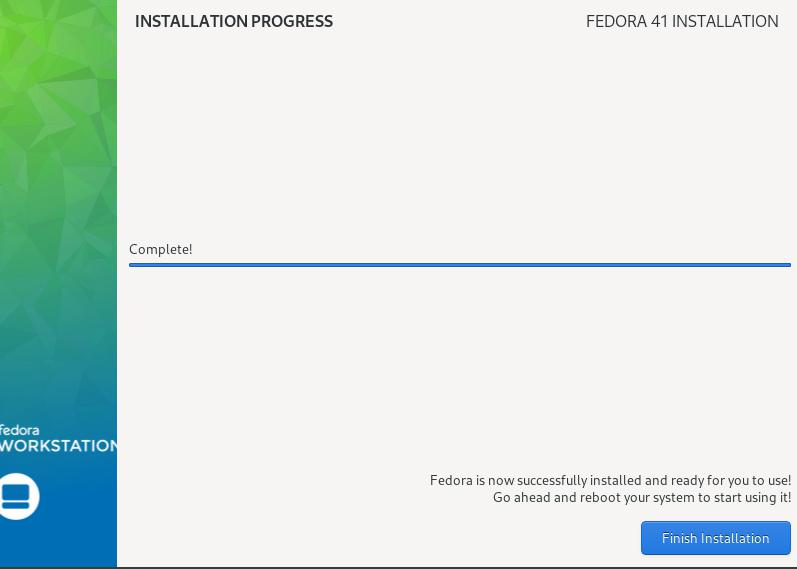 INSTALLATION PROGRESS
FEDORA 41 INSTALLATION
Complete!
fedora
WORKSTATION
Fedora is now successfully installed and ready for you to use!
Go ahead and reboot your system to start using it!
Finish Installation